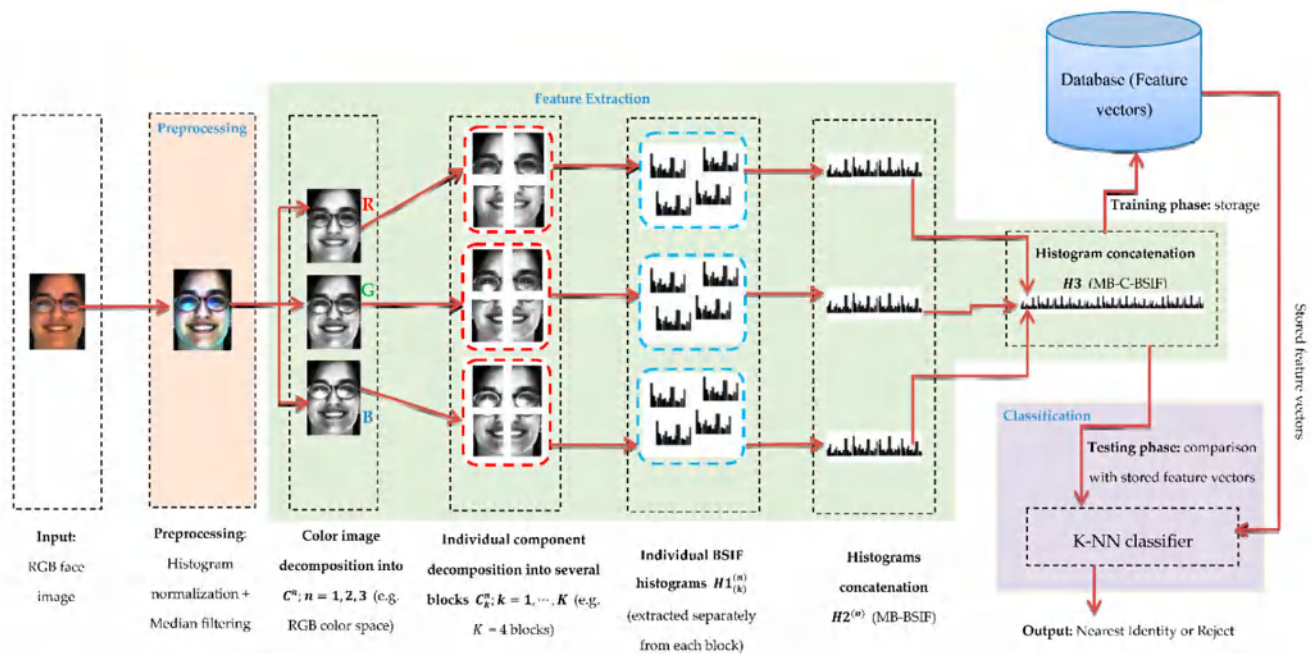 Feature Extraction
Preprocessing
Database (Feature
vectors)
R
G
B
Training phase: storage
Histogram concatenation
H3 (MB-C-BSIF)
Stored feature vectors
Classification
Testing phase: comparison
with stored feature vectors
K-NN classifier
Output: Nearest Identity or Reject
Input:
RGB face
image
Preprocessing:
Histogram
normalization +
Median filtering
Color image
decomposition into
Cⁿ; n = 1, 2, 3 (e.g.
RGB color space)
Individual component
decomposition into several
blocks Cₖⁿ; k = 1, ⋯, K (e.g.
K = 4 blocks)
Individual BSIF
histograms H1₍ₖ₎⁽ⁿ⁾
(extracted separately
from each block)
Histograms
concatenation
H2⁽ⁿ⁾ (MB-BSIF)